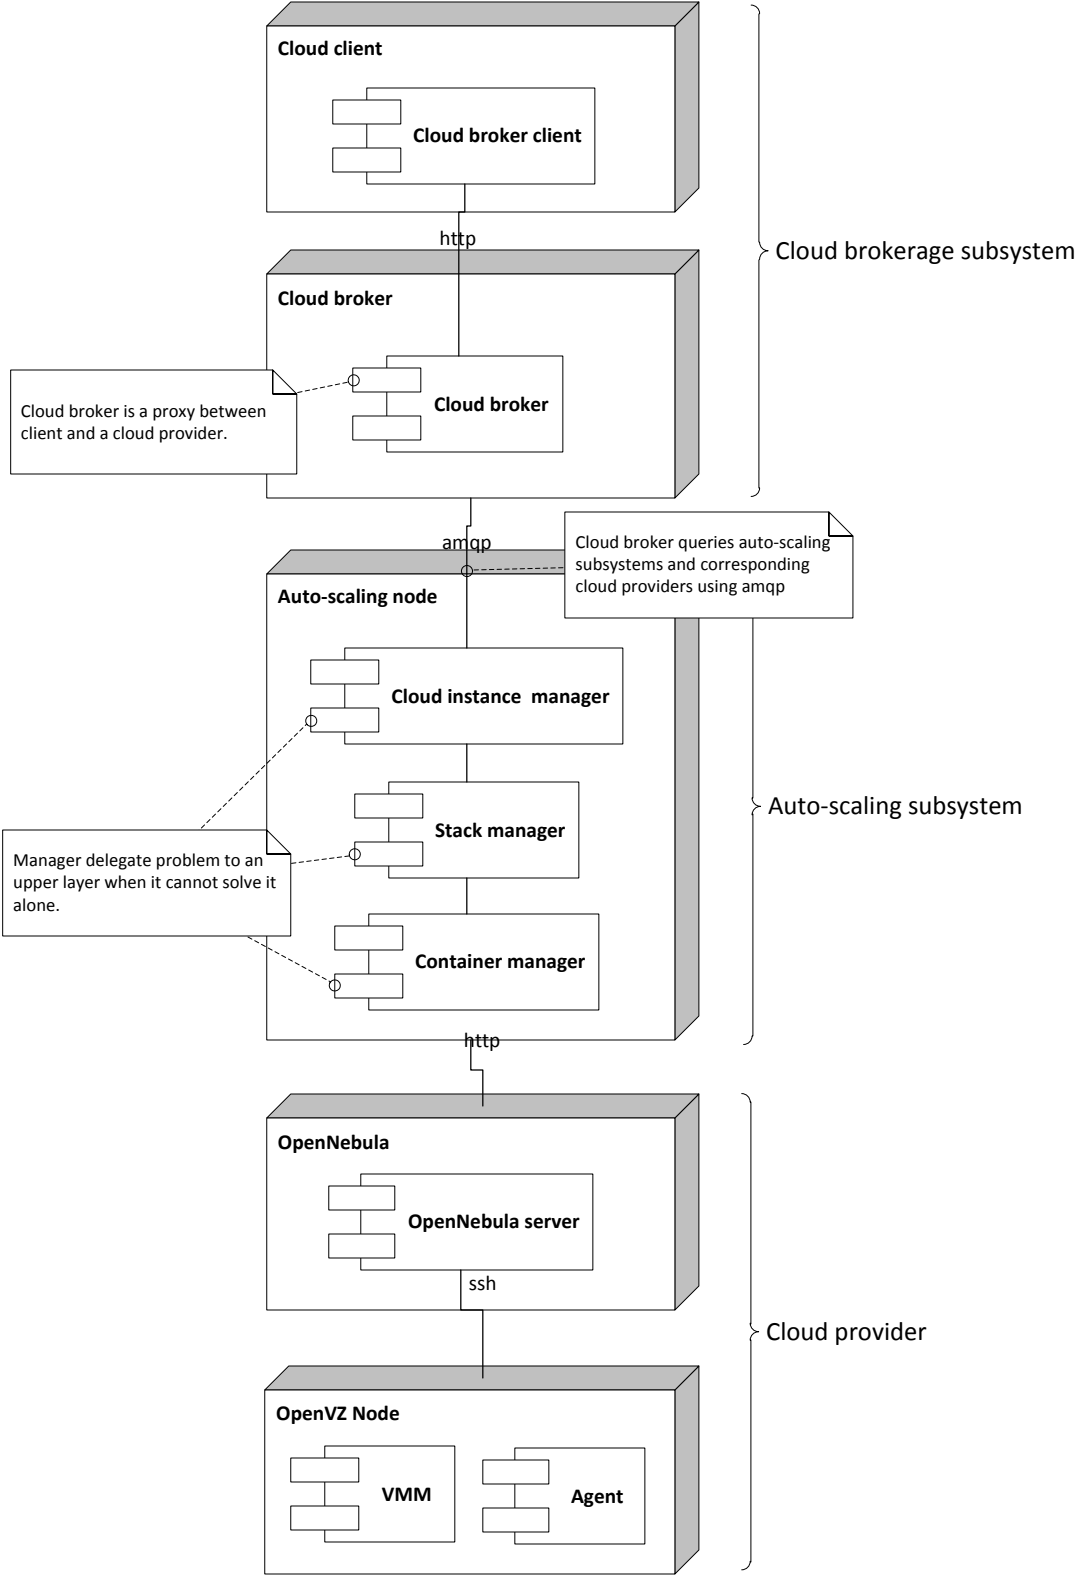 Cloud client
Cloud broker client
http
Cloud brokerage subsystem
Cloud broker
Cloud broker is a proxy between
client and a cloud provider.
Cloud broker
amqp
Cloud broker queries auto-scaling
subsystems and corresponding
cloud providers using amqp
Auto-scaling node
Cloud instance  manager
Auto-scaling subsystem
Stack manager
Manager delegate problem to an
upper layer when it cannot solve it
alone.
Container manager
http
OpenNebula
OpenNebula server
ssh
Cloud provider
OpenVZ Node
VMM
Agent